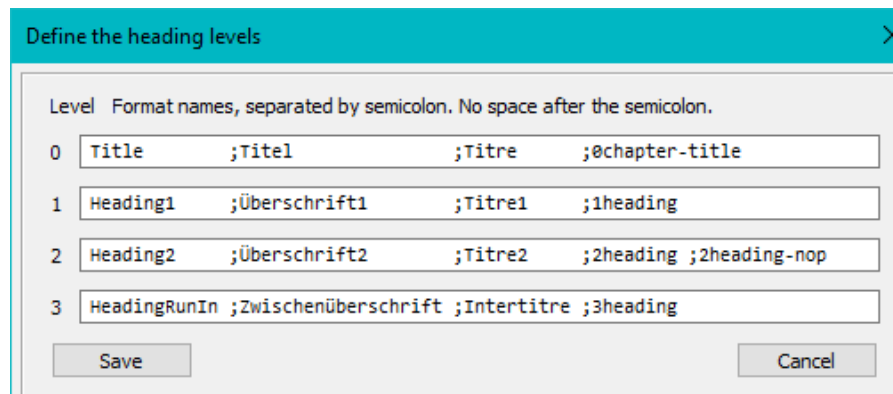 Define the heading levels
Level Format names, separated by semicolon. No space after the semicolon.
0 Title ;Titel ;Titre ;0chapter-title
1 Heading1 ;Überschrift1 ;Titre1 ;1heading
2 Heading2 ;Überschrift2 ;Titre2 ;2heading ;2heading-nop
3 HeadingRunIn ;Zwischenüberschrift ;Intertitre ;3heading
Save Cancel